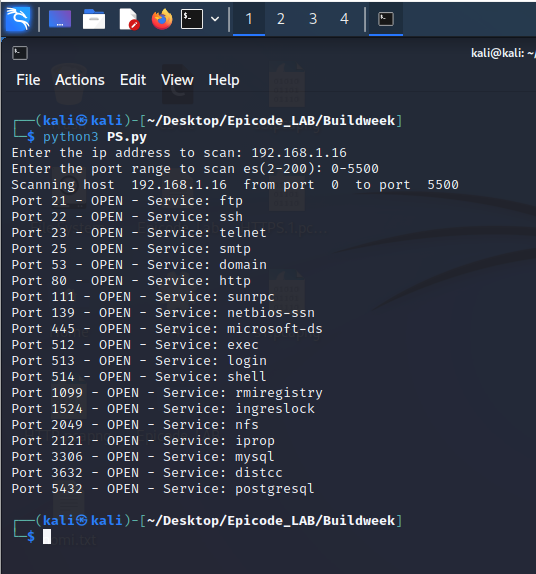 1 2 3 4
kali@kali: ~/
File Actions Edit View Help
┌──(kali㉿kali)-[~/Desktop/Epicode_LAB/Buildweek]
└─$ python3 PS.py
Enter the ip address to scan: 192.168.1.16
Enter the port range to scan es(2-200): 0-5500
Scanning host  192.168.1.16  from port  0  to port  5500
Port 21 - OPEN - Service: ftp
Port 22 - OPEN - Service: ssh
Port 23 - OPEN - Service: telnet
Port 25 - OPEN - Service: smtp
Port 53 - OPEN - Service: domain
Port 80 - OPEN - Service: http
Port 111 - OPEN - Service: sunrpc
Port 139 - OPEN - Service: netbios-ssn
Port 445 - OPEN - Service: microsoft-ds
Port 512 - OPEN - Service: exec
Port 513 - OPEN - Service: login
Port 514 - OPEN - Service: shell
Port 1099 - OPEN - Service: rmiregistry
Port 1524 - OPEN - Service: ingreslock
Port 2049 - OPEN - Service: nfs
Port 2121 - OPEN - Service: iprop
Port 3306 - OPEN - Service: mysql
Port 3632 - OPEN - Service: distcc
Port 5432 - OPEN - Service: postgresql
┌──(kali㉿kali)-[~/Desktop/Epicode_LAB/Buildweek]
└─$